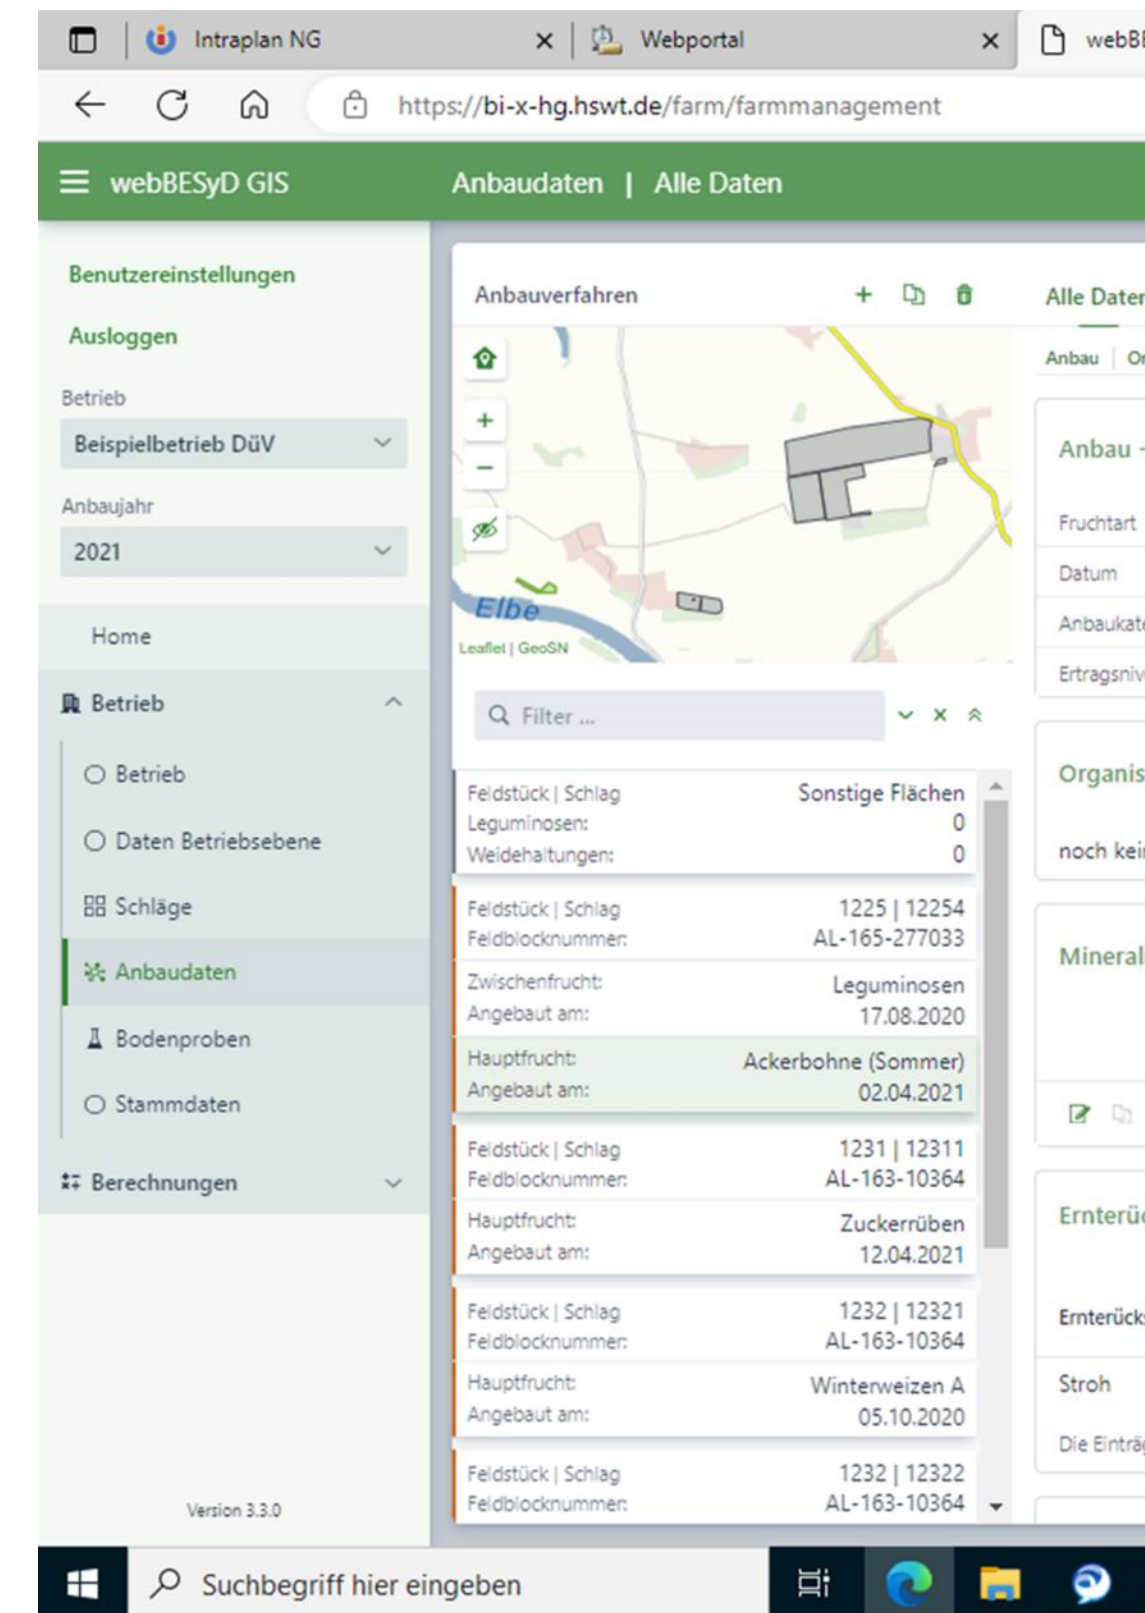 Intraplan NG
Webportal
https://bi-x-hg.hswt.de/farm/farmmanagement
webBESyD GIS
Anbaudaten | Alle Daten
Benutzereinstellungen
Ausloggen
Betrieb
Beispielbetrieb DüV
Anbaujahr
2021
Home
Betrieb
Betrieb
Daten Betriebsebene
Schläge
Anbaudaten
Bodenproben
Stammdaten
Berechnungen
Version 3.3.0
Anbauverfahren
Elbe
Leaflet | GeoSN
Filter ...
Feldstück | Schlag Sonstige Flächen
Leguminosen: 0
Weidehaltungen: 0
Feldstück | Schlag 1225 | 12254
Feldblocknummer: AL-165-277033
Zwischenfrucht: Leguminosen
Angebaut am: 17.08.2020
Hauptfrucht: Ackerbohne (Sommer)
Angebaut am: 02.04.2021
Feldstück | Schlag 1231 | 12311
Feldblocknummer: AL-163-10364
Hauptfrucht: Zuckerrüben
Angebaut am: 12.04.2021
Feldstück | Schlag 1232 | 12321
Feldblocknummer: AL-163-10364
Hauptfrucht: Winterweizen A
Angebaut am: 05.10.2020
Feldstück | Schlag 1232 | 12322
Feldblocknummer: AL-163-10364
Alle
Anbau
Anbau -
Fruchtart
Datum
noch
Stroh
Die
Suchbegriff hier eingeben